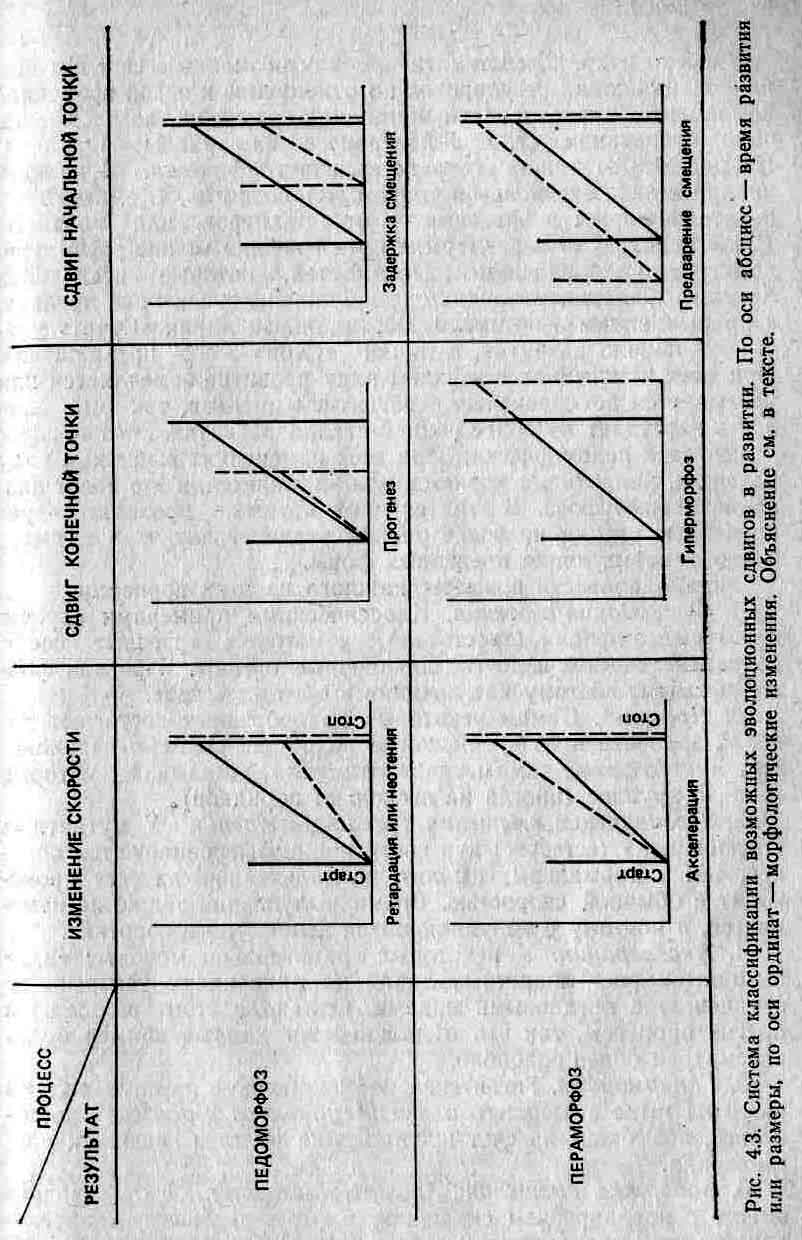 ПРОЦЕСС
РЕЗУЛЬТАТ
ИЗМЕНЕНИЕ СКОРОСТИ
СДВИГ КОНЕЧНОЙ ТОЧКИ
СДВИГ НАЧАЛЬНОЙ ТОЧКИ
ПЕДОМОРФОЗ
Старт
Стоп
Ретардация или неотения
Прогенез
Задержка смещения
ПЕРАМОРФОЗ
Старт
Стоп
Акселерация
Гиперморфоз
Предварение смещения
Рис. 4.3. Система классификации возможных эволюционных сдвигов в развитии. По оси абсцисс — время развития
или размеры, по оси ординат — морфологические изменения. Объяснение см. в тексте.